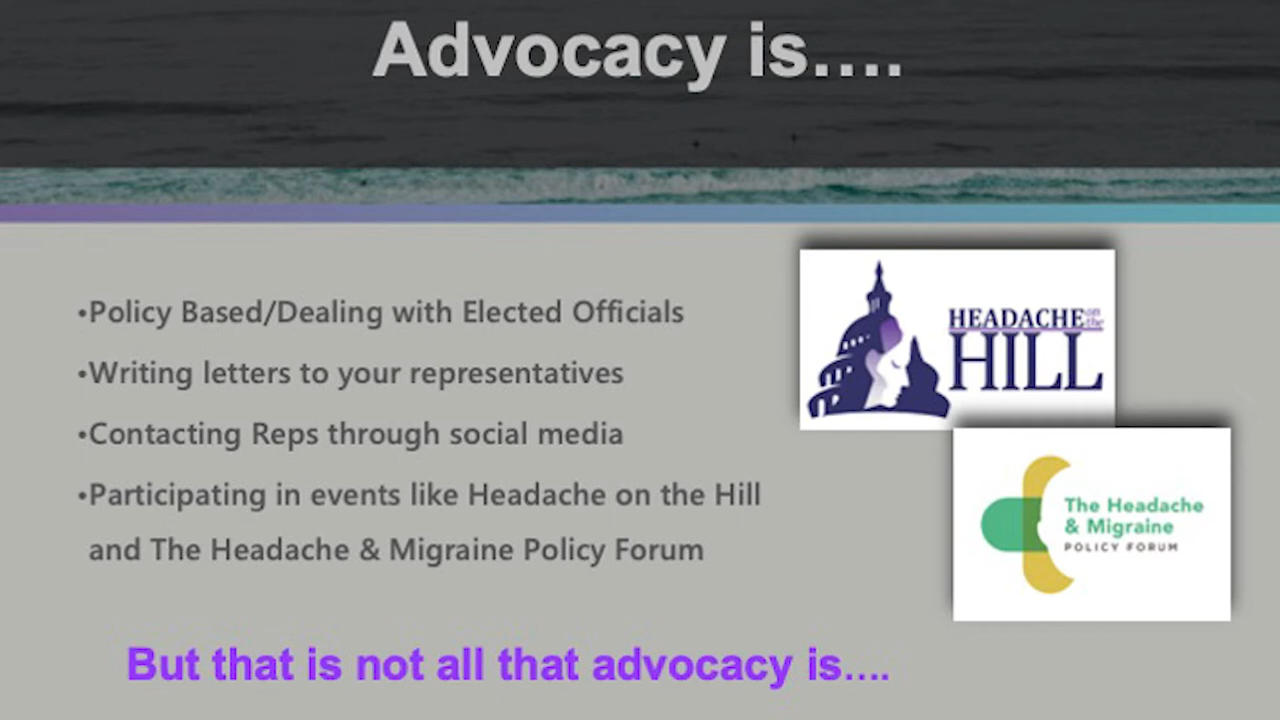 Advocacy is....
•Policy Based/Dealing with Elected Officials
•Writing letters to your representatives
•Contacting Reps through social media
•Participating in events like Headache on the Hill
and The Headache & Migraine Policy Forum
HEADACHE on the
HILL
The Headache
& Migraine
POLICY FORUM
But that is not all that advocacy is....